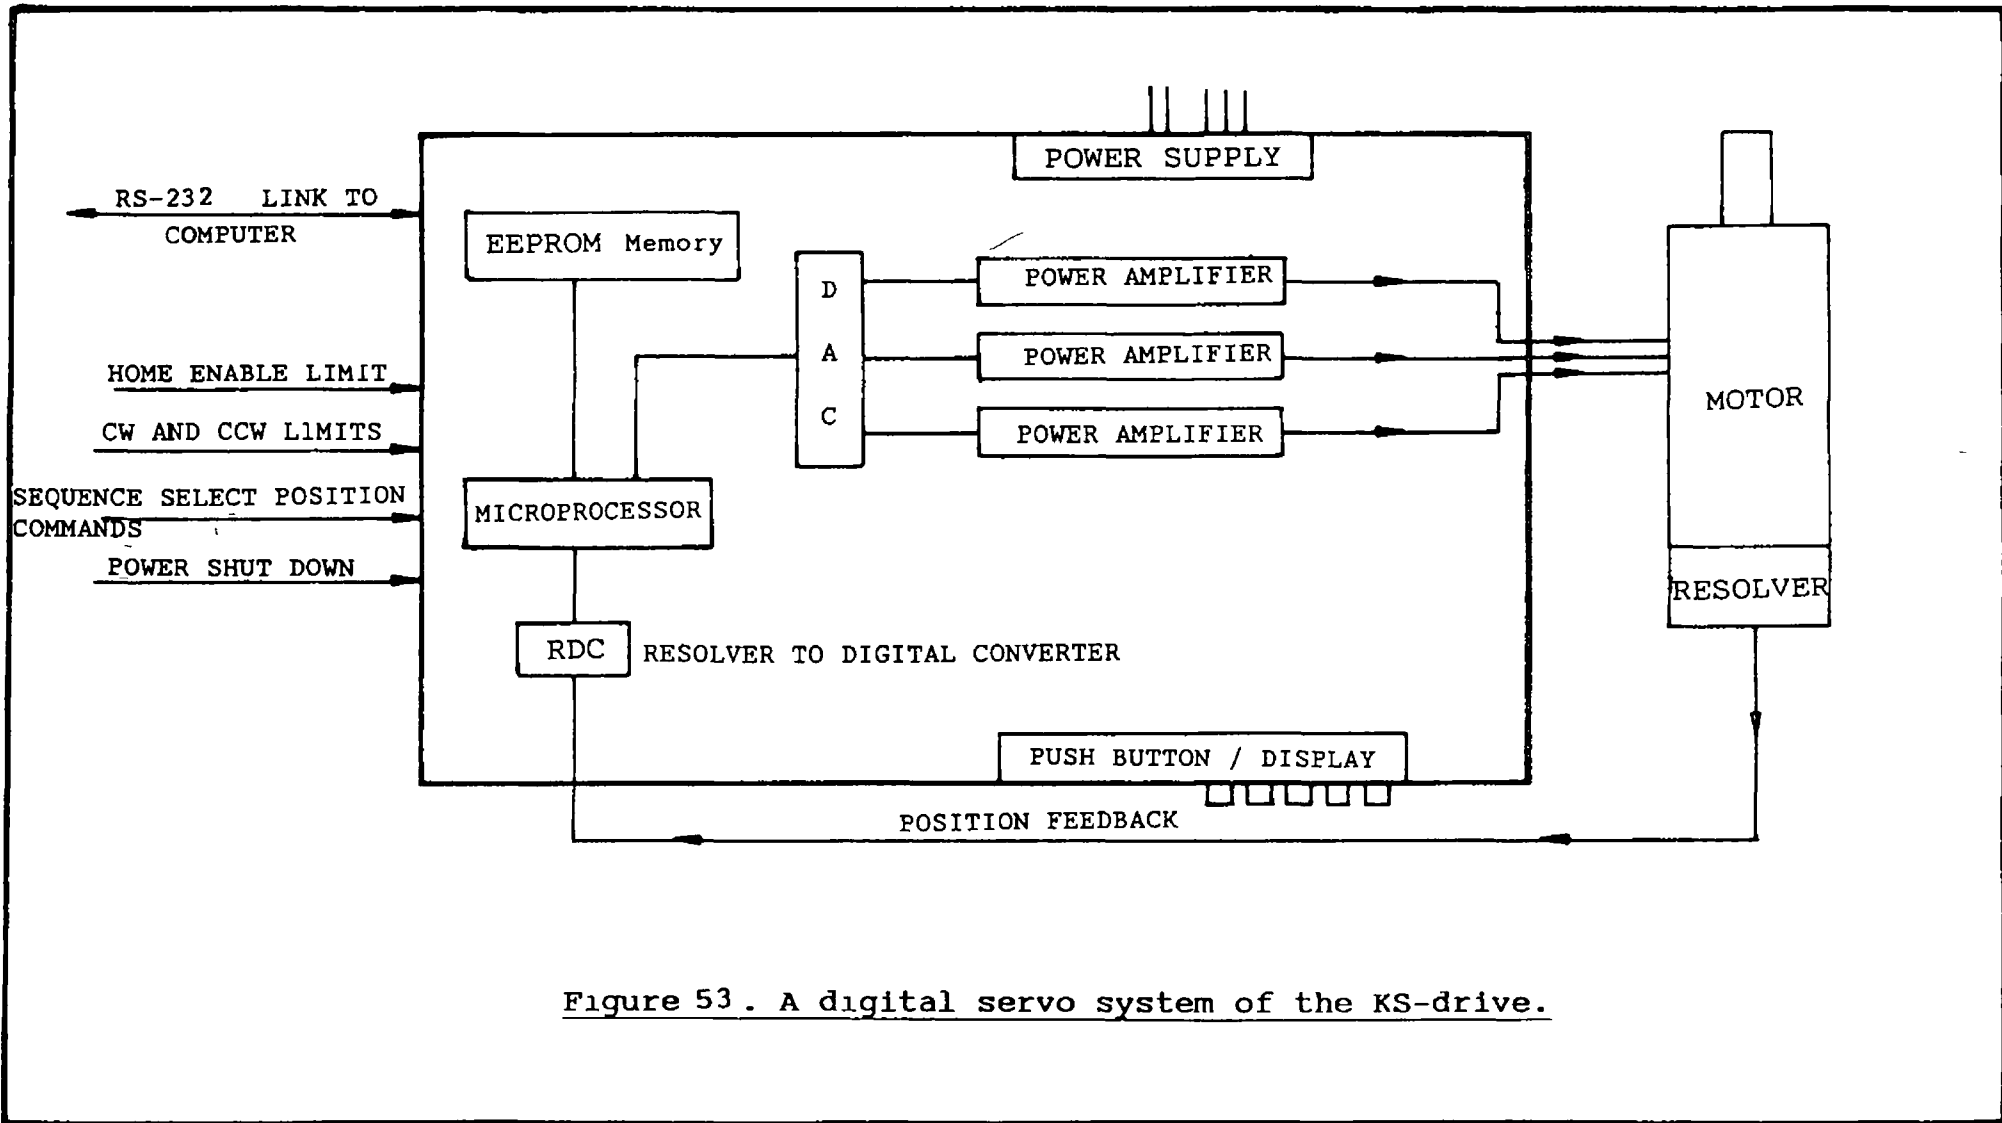 POWER SUPPLY
RS-232 LINK TO
COMPUTER
EEPROM Memory
D
A
C
POWER AMPLIFIER
POWER AMPLIFIER
POWER AMPLIFIER
HOME ENABLE LIMIT
CW AND CCW LIMITS
SEQUENCE SELECT POSITION
COMMANDS
POWER SHUT DOWN
MICROPROCESSOR
MOTOR
RESOLVER
RDC
RESOLVER TO DIGITAL CONVERTER
PUSH BUTTON / DISPLAY
POSITION FEEDBACK
Figure 53. A digital servo system of the KS-drive.